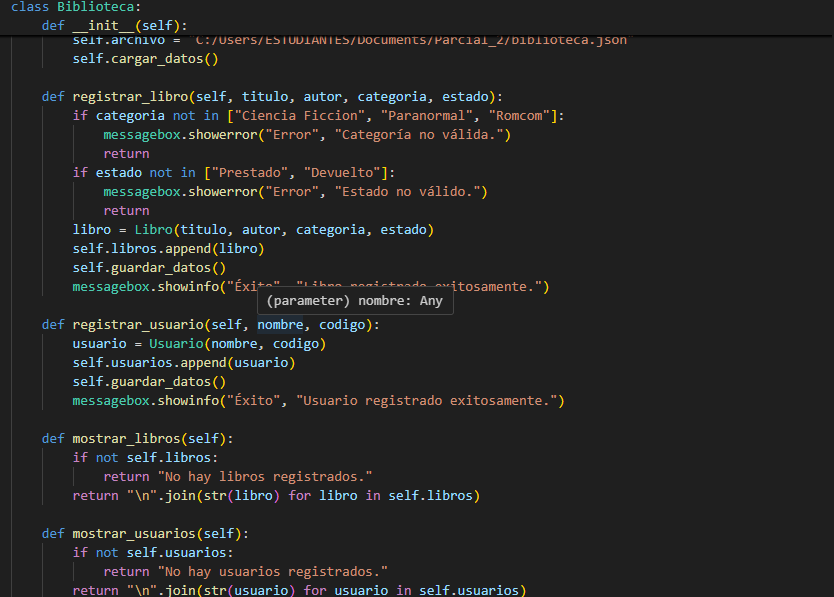 class Biblioteca:
    def __init__(self):
        self.archivo = "C:/Users/ESTUDIANTES/Documents/Parcial_2/biblioteca.json"
        self.cargar_datos()

    def registrar_libro(self, titulo, autor, categoria, estado):
        if categoria not in ["Ciencia Ficcion", "Paranormal", "Romcom"]:
            messagebox.showerror("Error", "Categoría no válida.")
            return
        if estado not in ["Prestado", "Devuelto"]:
            messagebox.showerror("Error", "Estado no válido.")
            return
        libro = Libro(titulo, autor, categoria, estado)
        self.libros.append(libro)
        self.guardar_datos()
        messagebox.showinfo("Éxito", "Libro registrado exitosamente.")
(parameter) nombre: Any
    def registrar_usuario(self, nombre, codigo):
        usuario = Usuario(nombre, codigo)
        self.usuarios.append(usuario)
        self.guardar_datos()
        messagebox.showinfo("Éxito", "Usuario registrado exitosamente.")

    def mostrar_libros(self):
        if not self.libros:
            return "No hay libros registrados."
        return "\n".join(str(libro) for libro in self.libros)

    def mostrar_usuarios(self):
        if not self.usuarios:
            return "No hay usuarios registrados."
        return "\n".join(str(usuario) for usuario in self.usuarios)